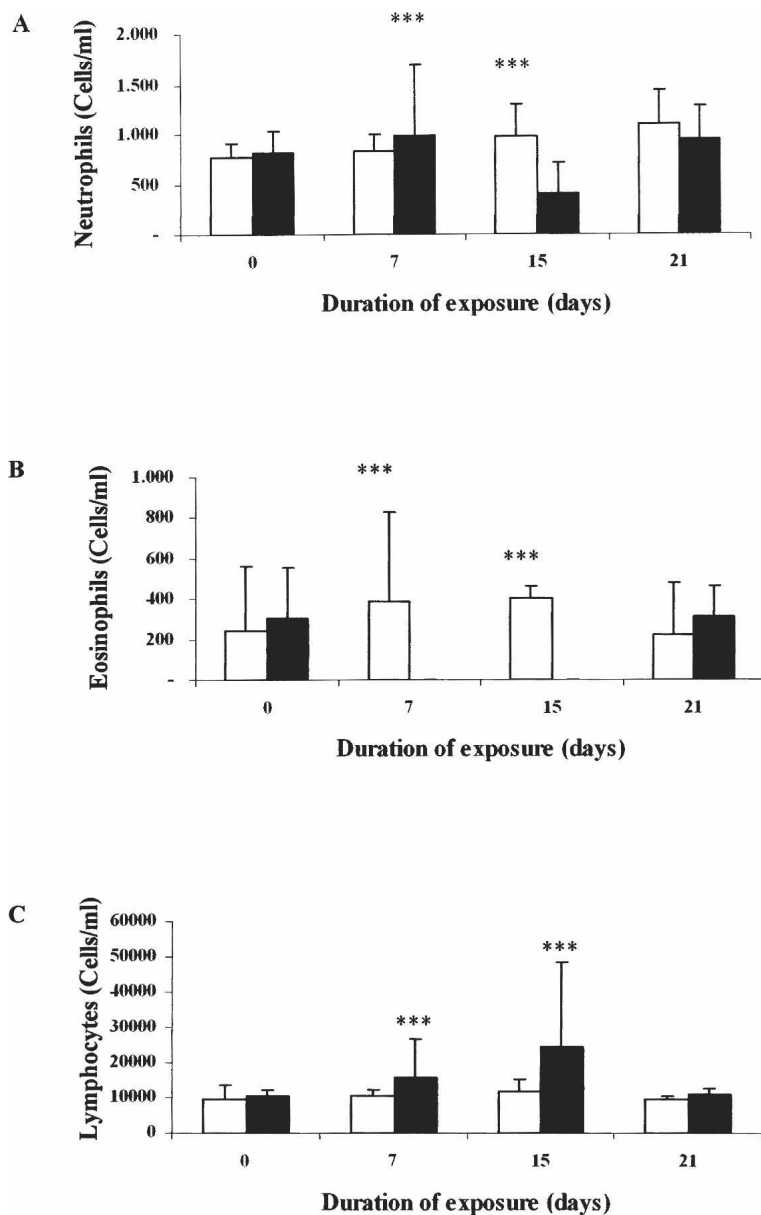 A
***
2.000
***
1.500
1.000
500
-
Neutrophils (Cells/ml)
0 7 15 21
Duration of exposure (days)
B
1.000
***
800
***
600
400
200
-
Eosinophils (Cells/ml)
0 7 15 21
Duration of exposure (days)
C
60000
50000
***
40000
30000
***
20000
10000
0
Lymphocytes (Cells/ml)
0 7 15 21
Duration of exposure (days)